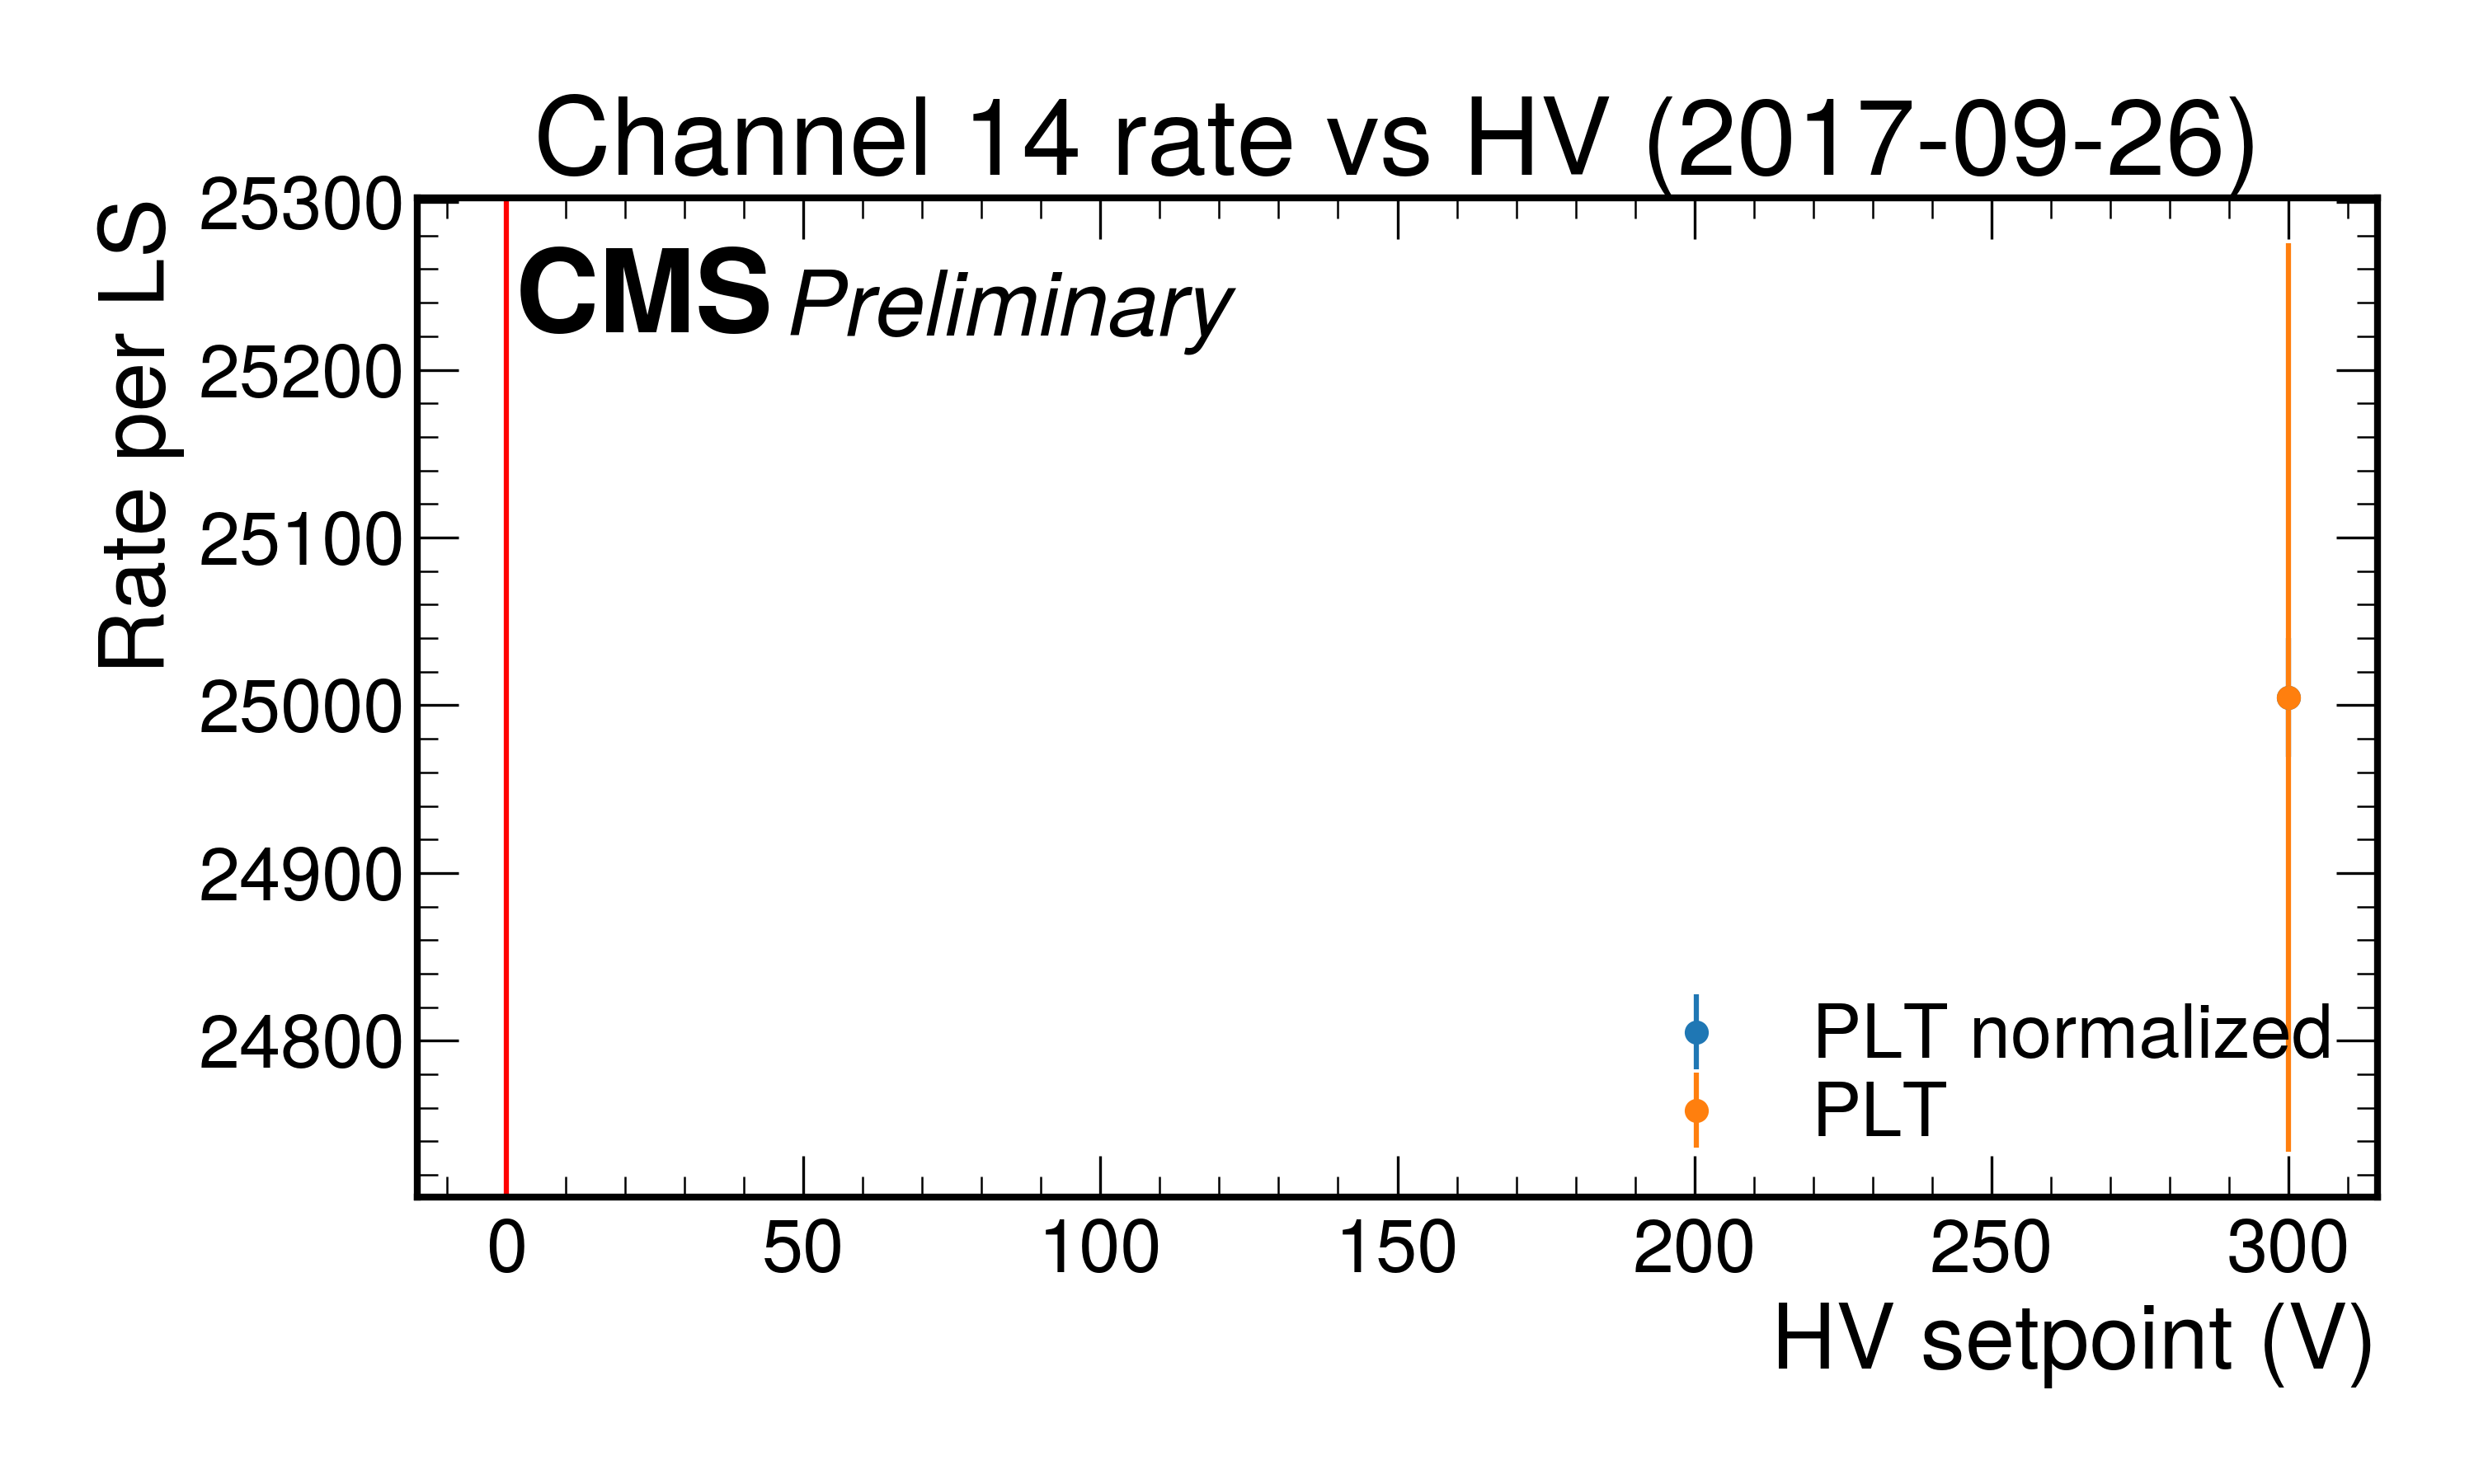 Channel 14 rate vs HV (2017-09-26)
CMS Preliminary
Rate per LS
25300
25200
25100
25000
24900
24800
PLT normalized
PLT
0 50 100 150 200 250 300
HV setpoint (V)